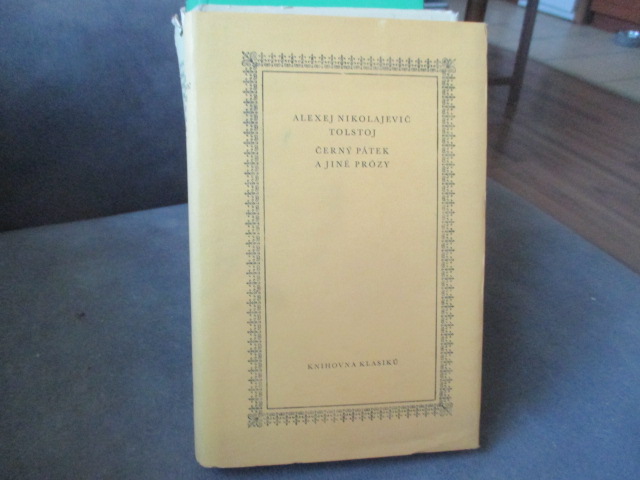 ALEXEJ NIKOLAJEVIČ
TOLSTOJ
ČERNÝ PÁTEK
A JINÉ PRÓZY
KNIHOVNA KLASIKŮ